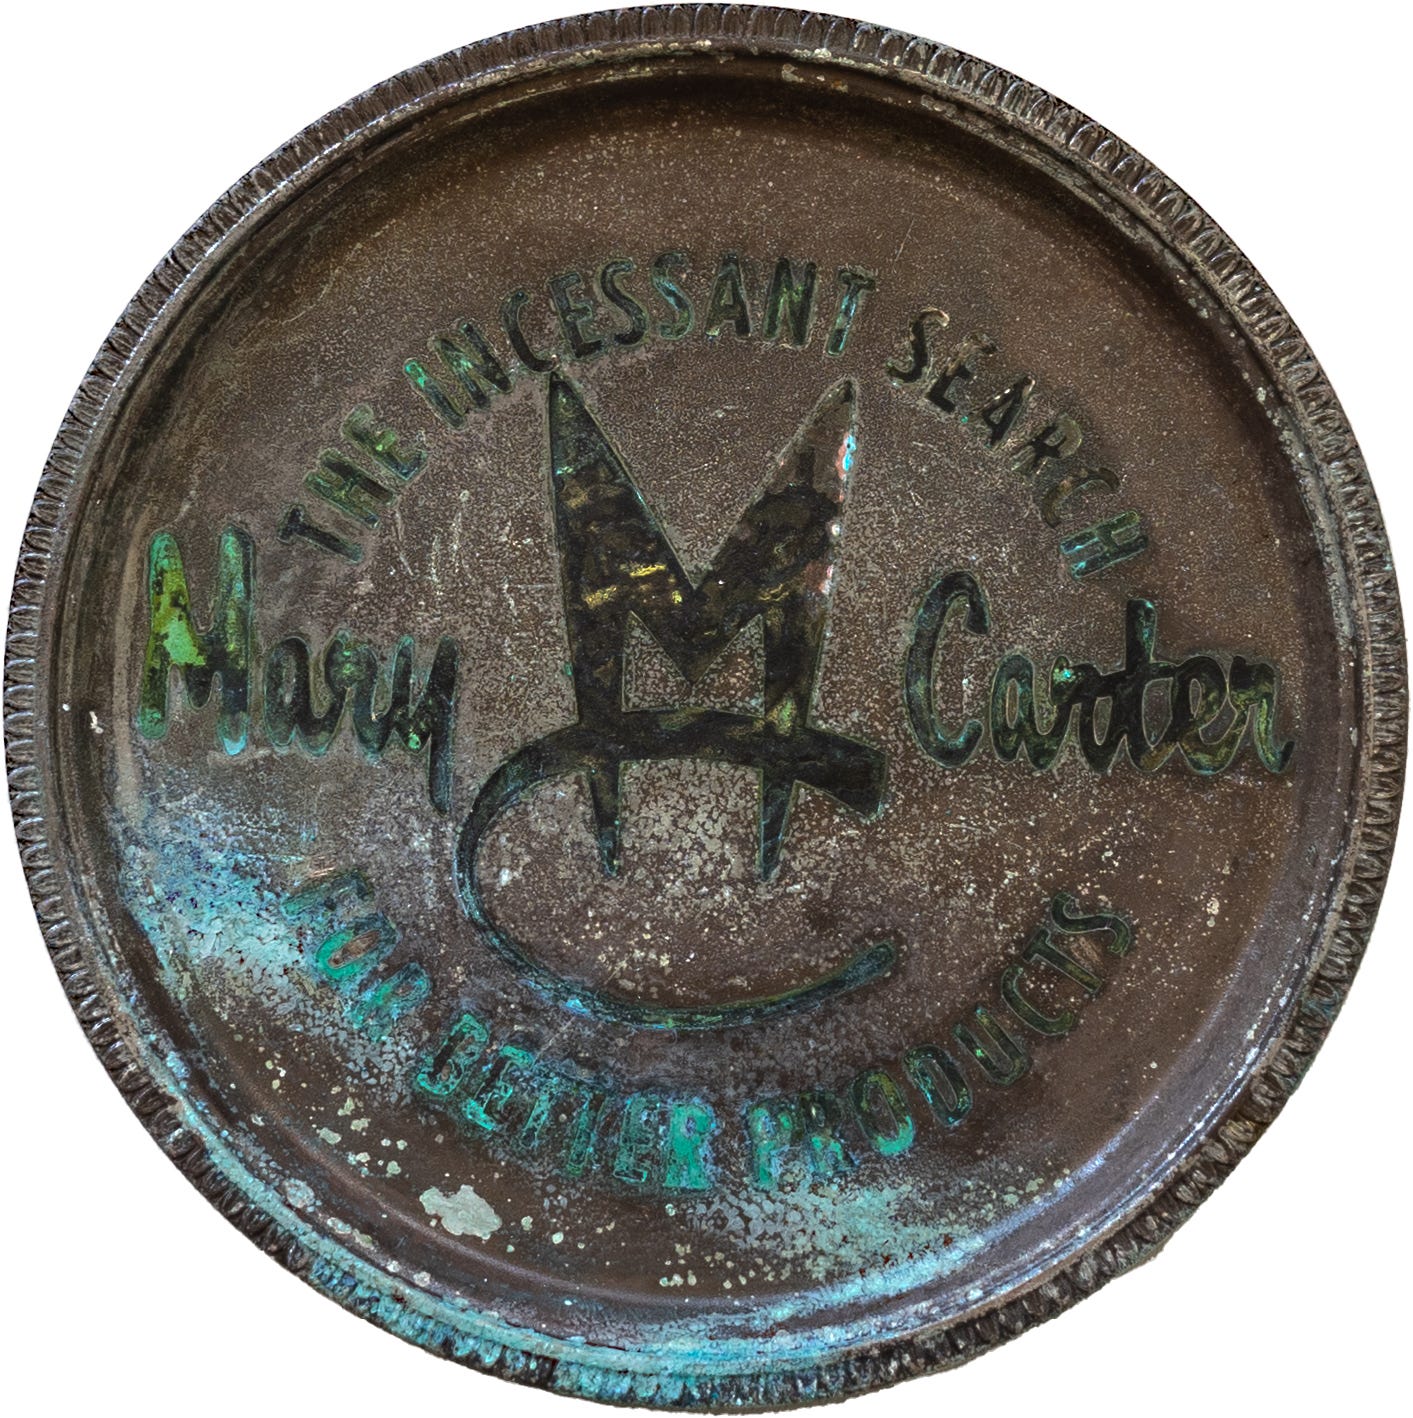 THE INCESSANT SEARCH
Mary MC Carter
FOR BETTER PRODUCTS